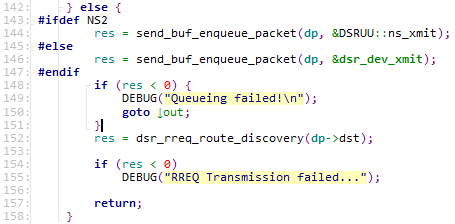 142: } else {
143: #ifdef NS2
144: res = send_buf_enqueue_packet(dp, &DSRUU::ns_xmit);
145: #else
146: res = send_buf_enqueue_packet(dp, &dsr_dev_xmit);
147: #endif
148: if (res < 0) {
149: DEBUG("Queueing failed!\n");
150: goto out;
151: }
152: res = dsr_rreq_route_discovery(dp->dst);
153:
154: if (res < 0)
155: DEBUG("RREQ Transmission failed...");
156:
157: return;
158: }